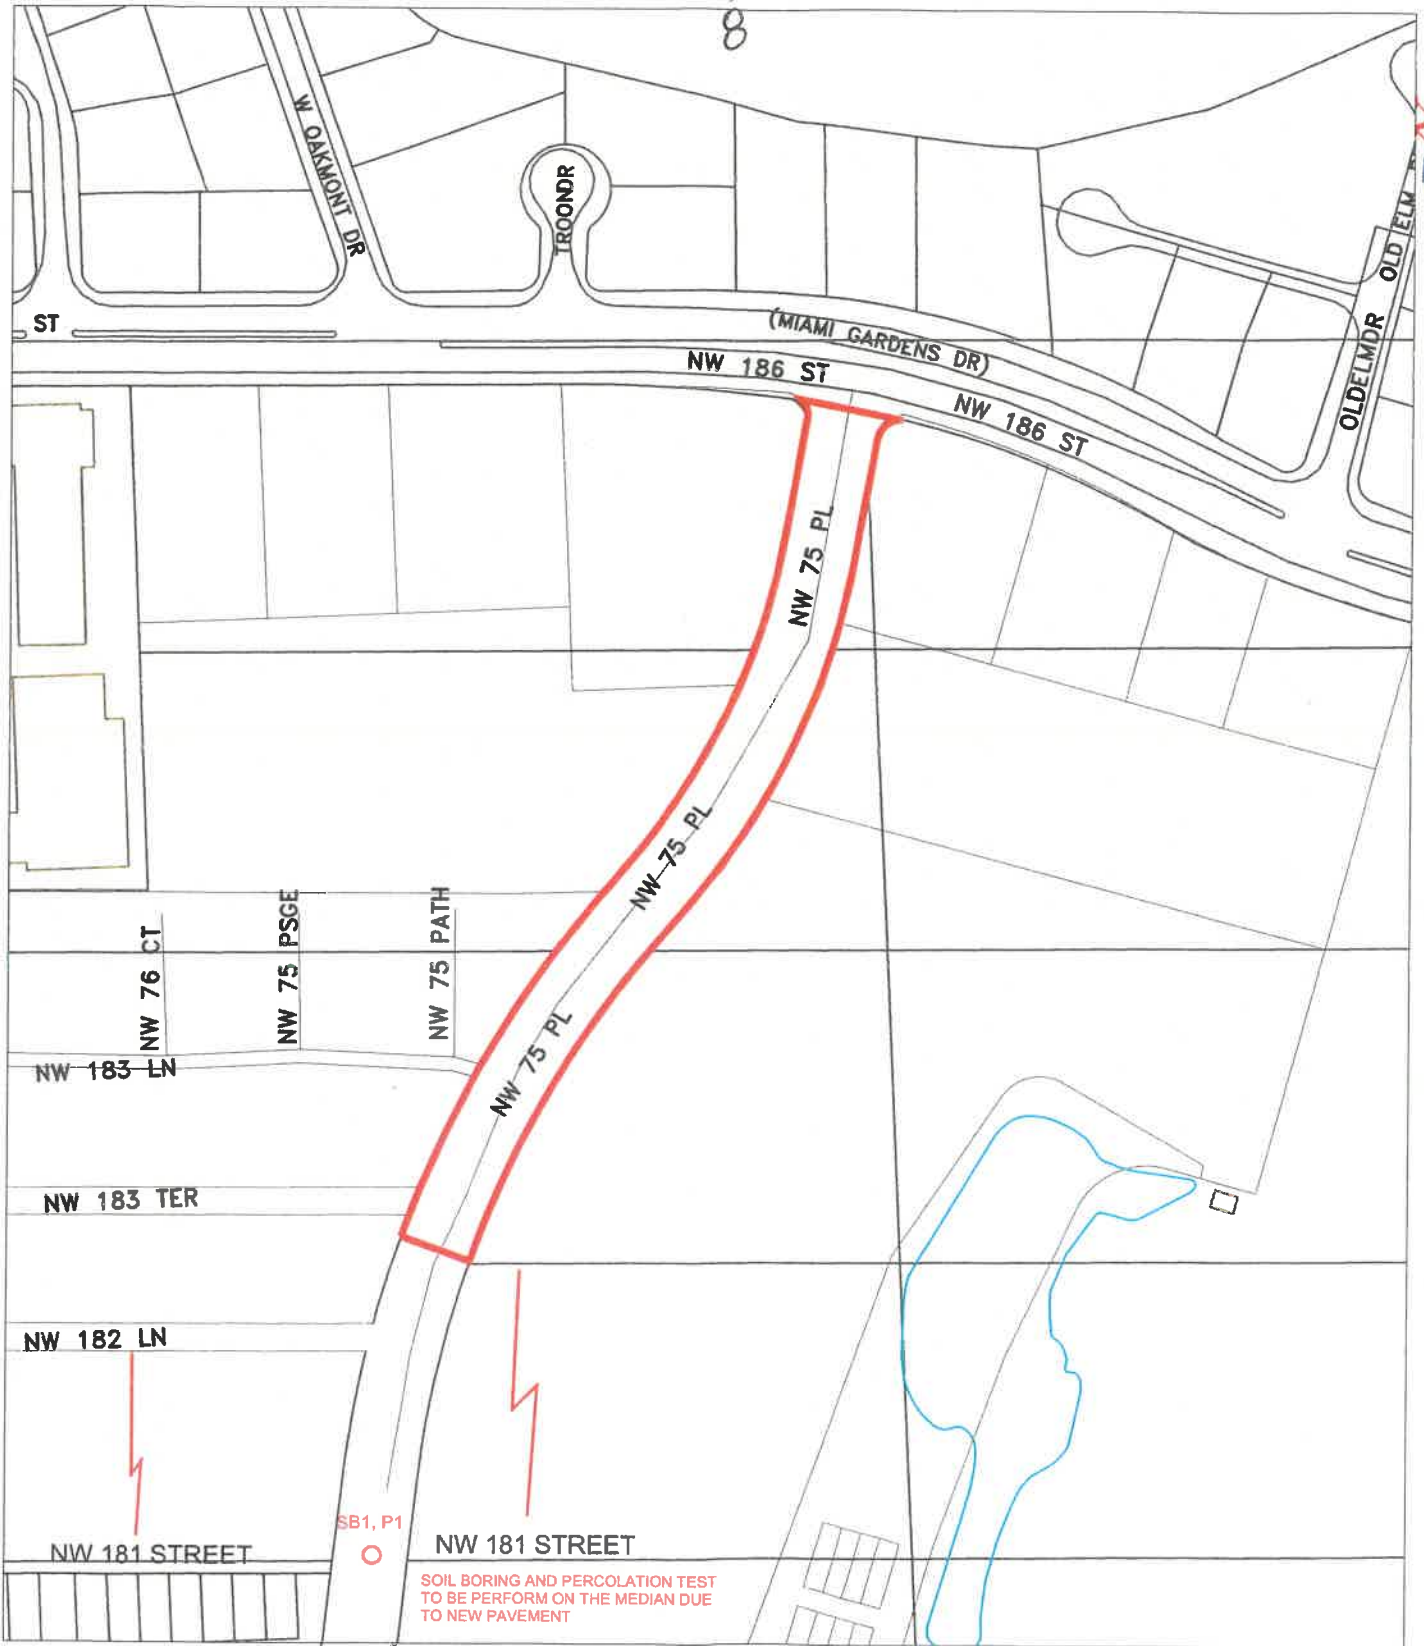 8
W OAKMONT DR
TROONDR
OLD ELM
OLDELMDR
ST
(MIAMI GARDENS DR)
NW 186 ST
NW 186 ST
NW 75 PL
NW 75 PL
NW 76 CT
NW 75 PSGE
NW 75 PATH
NW 75 PL
NW 183 LN
NW 183 TER
NW 182 LN
SB1, P1
NW 181 STREET
NW 181 STREET
SOIL BORING AND PERCOLATION TEST
TO BE PERFORM ON THE MEDIAN DUE
TO NEW PAVEMENT